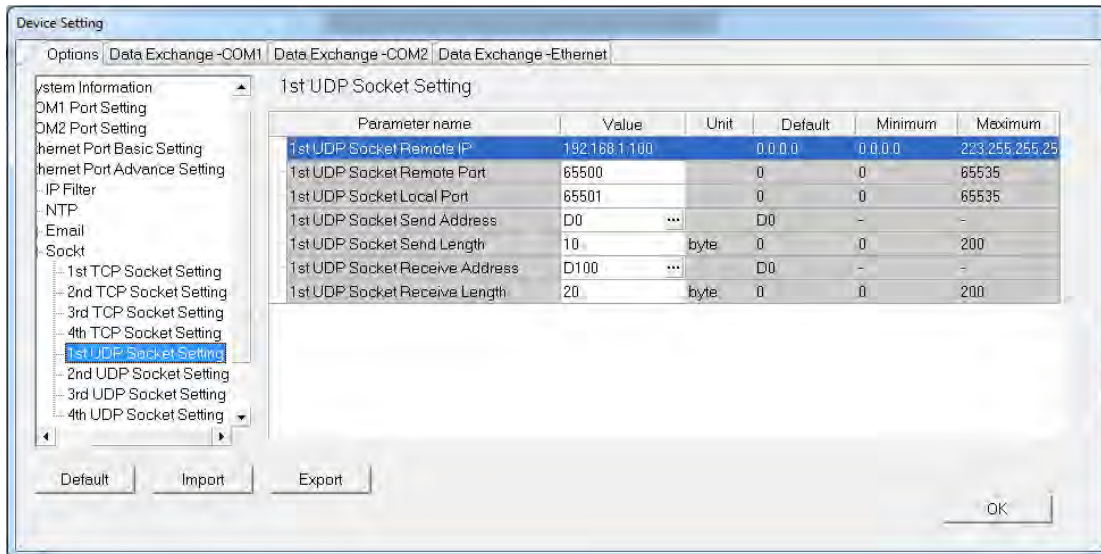 Device Setting
Options Data Exchange -COM1 Data Exchange -COM2 Data Exchange -Ethernet
ystem Information
OM1 Port Setting
OM2 Port Setting
hernet Port Basic Setting
hernet Port Advance Setting
IP Filter
NTP
Email
Sockt
1st TCP Socket Setting
2nd TCP Socket Setting
3rd TCP Socket Setting
4th TCP Socket Setting
1st UDP Socket Setting
2nd UDP Socket Setting
3rd UDP Socket Setting
4th UDP Socket Setting
1st UDP Socket Setting
Parameter name Value Unit Default Minimum Maximum
1st UDP Socket Remote IP 192.168.1.100 0.0.0.0 0.0.0.0 223.255.255.25
1st UDP Socket Remote Port 65500 0 0 65535
1st UDP Socket Local Port 65501 0 0 65535
1st UDP Socket Send Address D0 ... D0 - -
1st UDP Socket Send Length 10 byte 0 0 200
1st UDP Socket Receive Address D100 ... D0 - -
1st UDP Socket Receive Length 20 byte 0 0 200
Default Import Export
OK